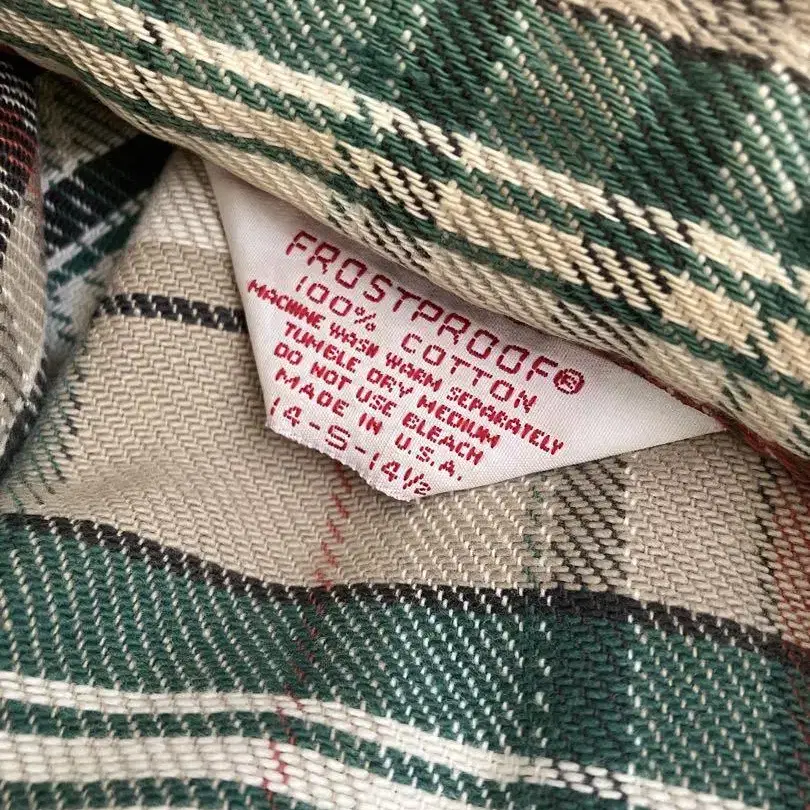 FROSTPROOF®
100% COTTON
MACHINE WASH WARM SEPARATELY
TUMBLE DRY MEDIUM
DO NOT USE BLEACH
MADE IN U.S.A.
14-S-14½